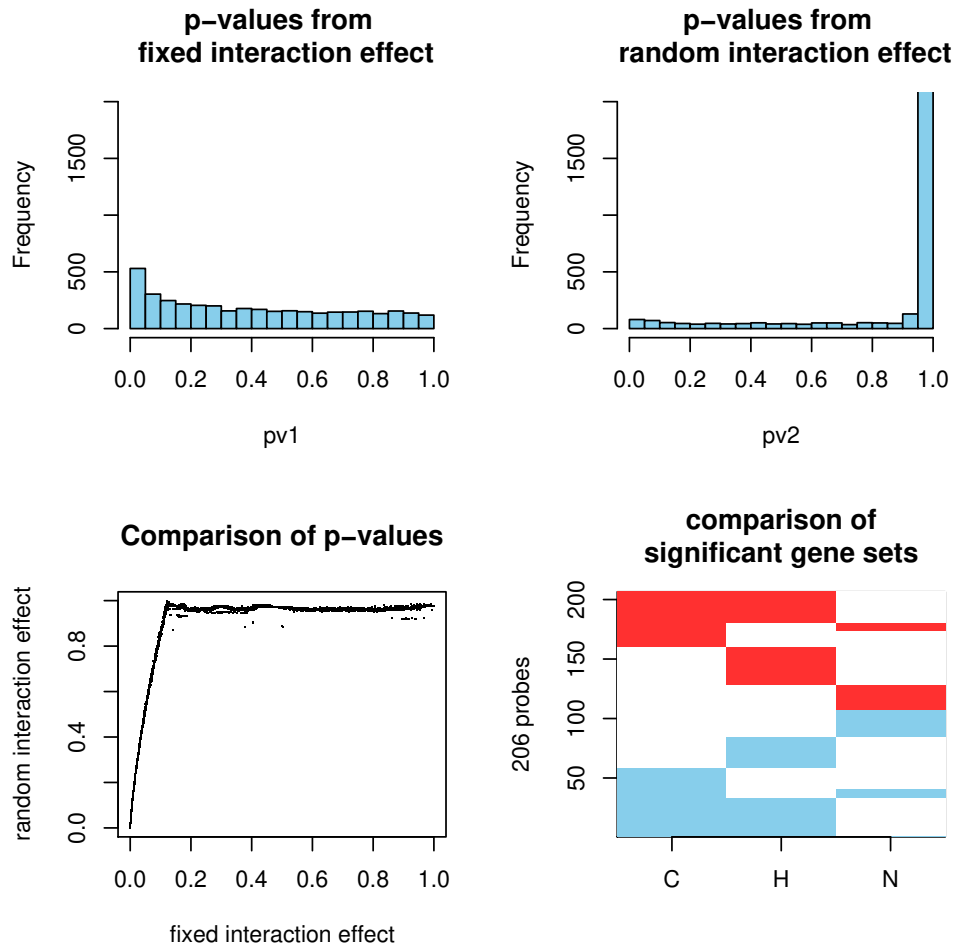 p−values from
fixed interaction effect
Frequency
0 500 1500
0.0 0.2 0.4 0.6 0.8 1.0
pv1
p−values from
random interaction effect
Frequency
0 500 1500
0.0 0.2 0.4 0.6 0.8 1.0
pv2
Comparison of p−values
random interaction effect
0.0 0.4 0.8
0.0 0.2 0.4 0.6 0.8 1.0
fixed interaction effect
comparison of
significant gene sets
206 probes
50 100 150 200
C H N